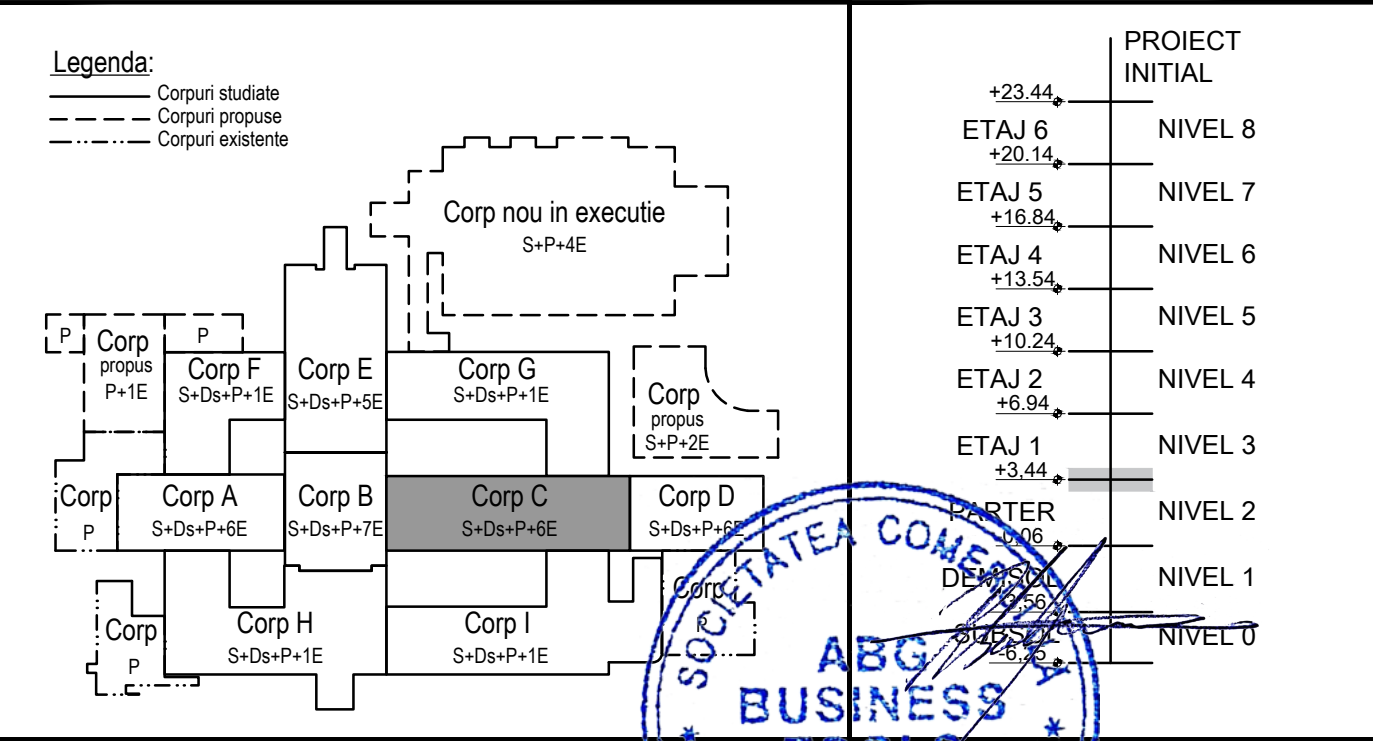 Legenda:
Corpuri studiate
Corpuri propuse
Corpuri existente
Corp nou in executie
S+P+4E
P
Corp
propus
P+1E
P
Corp F
S+Ds+P+1E
Corp E
S+Ds+P+5E
Corp G
S+Ds+P+1E
Corp
propus
S+P+2E
Corp
P
Corp A
S+Ds+P+6E
Corp B
S+Ds+P+7E
Corp C
S+Ds+P+6E
Corp D
S+Ds+P+6E
Corp
P
Corp H
S+Ds+P+1E
Corp I
S+Ds+P+1E
Corp
P
PROIECT
INITIAL
+23.44
ETAJ 6 NIVEL 8
+20.14
ETAJ 5 NIVEL 7
+16.84
ETAJ 4 NIVEL 6
+13.54
ETAJ 3 NIVEL 5
+10.24
ETAJ 2 NIVEL 4
+6.94
ETAJ 1 NIVEL 3
+3,44
PARTER NIVEL 2
DEMISOL NIVEL 1
SUBSOL NIVEL 0
-6,25
SOCIETATEA COMERCIALA
ABG
BUSINESS